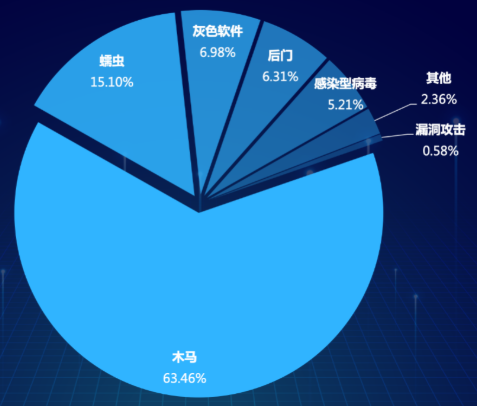 灰色软件
6.98%
蠕虫
15.10%
后门
6.31%
感染型病毒
5.21%
其他
2.36%
漏洞攻击
0.58%
木马
63.46%